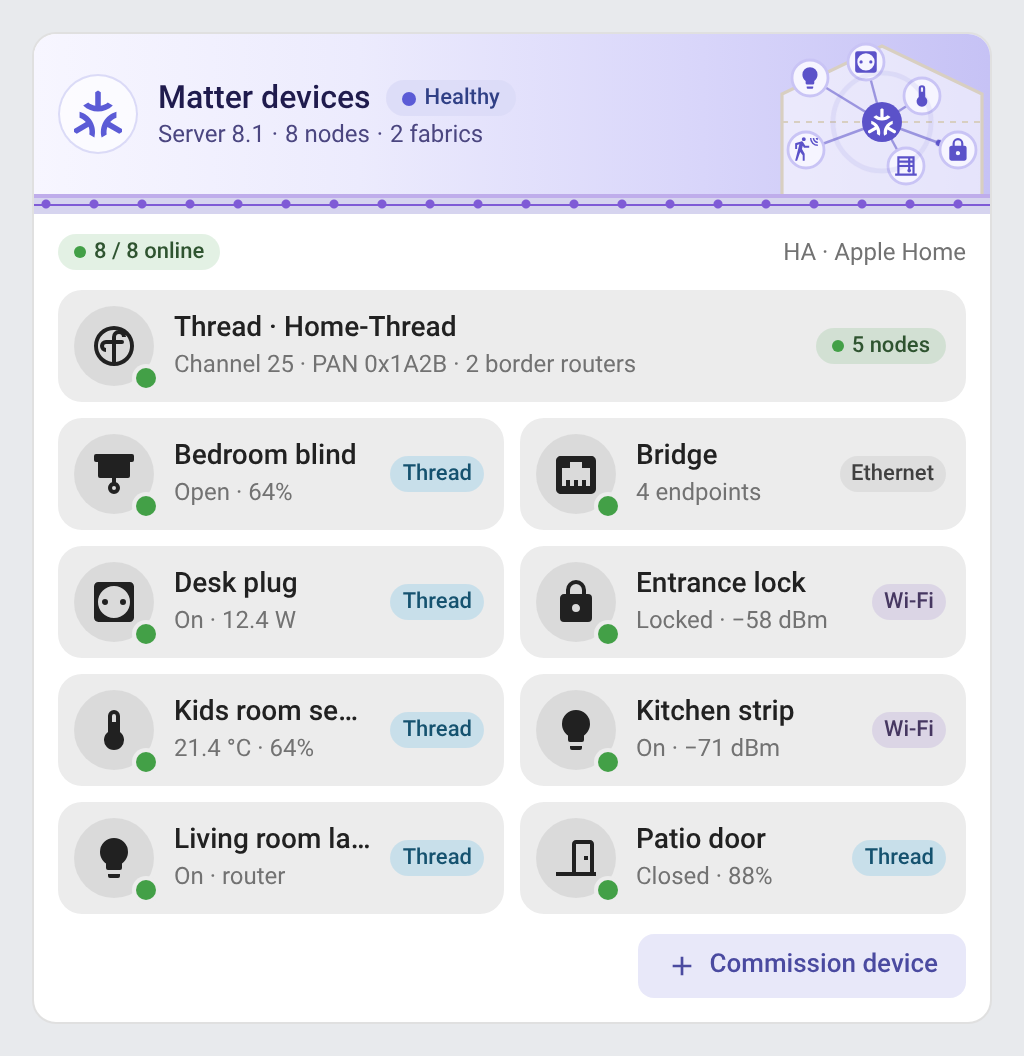 Matter devices
Healthy
Server 8.1 · 8 nodes · 2 fabrics
8 / 8 online
HA · Apple Home
Thread · Home-Thread
Channel 25 · PAN 0x1A2B · 2 border routers
5 nodes
Bedroom blind
Open · 64%
Thread
Bridge
4 endpoints
Ethernet
Desk plug
On · 12.4 W
Thread
Entrance lock
Locked · −58 dBm
Wi-Fi
Kids room se…
21.4 °C · 64%
Thread
Kitchen strip
On · −71 dBm
Wi-Fi
Living room la…
On · router
Thread
Patio door
Closed · 88%
Thread
+ Commission device